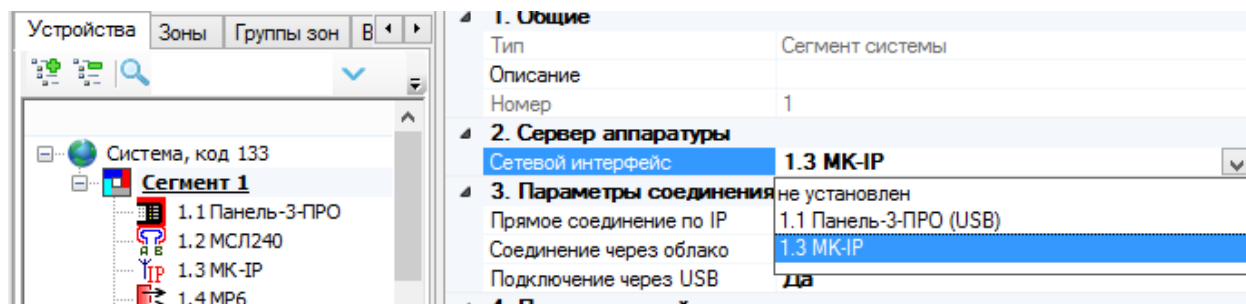 Устройства Зоны Группы зон В
Система, код 133
Сегмент 1
1.1 Панель-3-ПРО
1.2 МСЛ240
1.3 МК-IP
1.4 МР6
1. Общие
Тип Сегмент системы
Описание
Номер 1
2. Сервер аппаратуры
Сетевой интерфейс 1.3 МК-IP
3. Параметры соединения не установлен
Прямое соединение по IP 1.1 Панель-3-ПРО (USB)
Соединение через облако 1.3 МК-IP
Подключение через USB Да